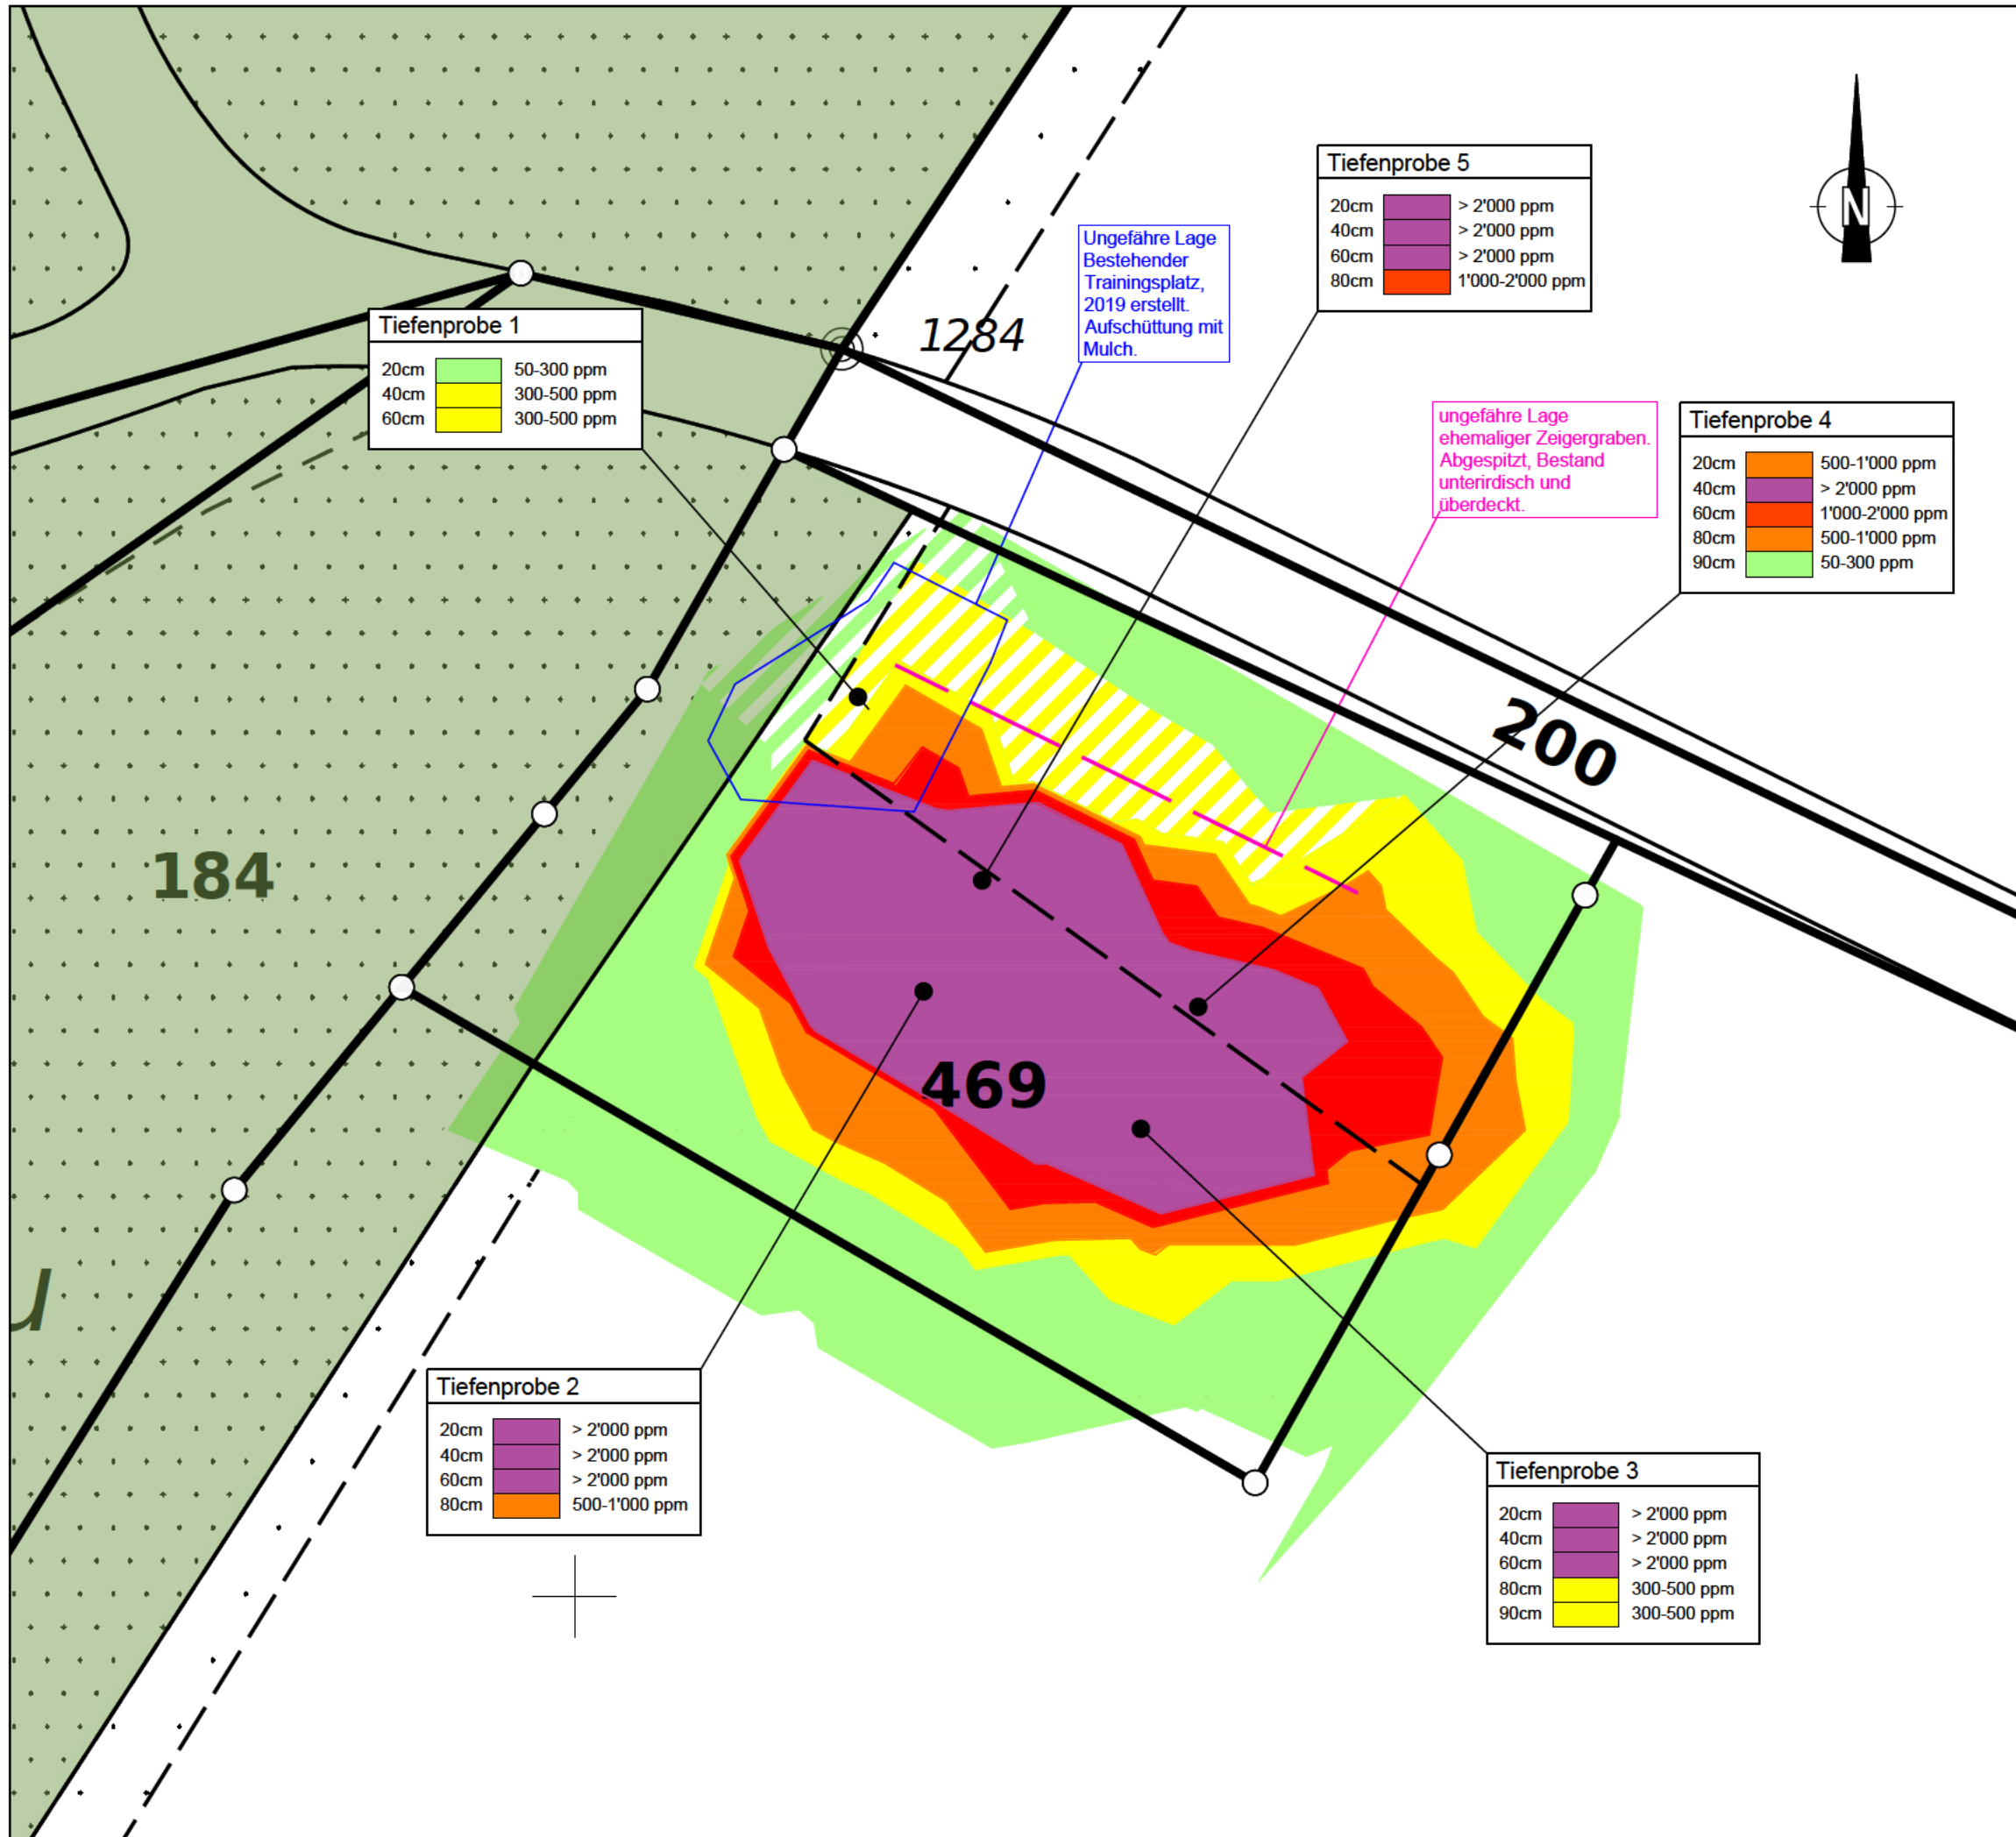 Tiefenprobe 5
20cm > 2'000 ppm
40cm > 2'000 ppm
60cm > 2'000 ppm
80cm 1'000-2'000 ppm
N
Ungefähre Lage
Bestehender
Trainingsplatz,
2019 erstellt.
Aufschüttung mit
Mulch.
1284
Tiefenprobe 1
20cm 50-300 ppm
40cm 300-500 ppm
60cm 300-500 ppm
ungefähre Lage
ehemaliger Zeigergraben.
Abgespitzt, Bestand
unterirdisch und
überdeckt.
Tiefenprobe 4
20cm 500-1'000 ppm
40cm > 2'000 ppm
60cm 1'000-2'000 ppm
80cm 500-1'000 ppm
90cm 50-300 ppm
200
184
469
u
Tiefenprobe 2
20cm > 2'000 ppm
40cm > 2'000 ppm
60cm > 2'000 ppm
80cm 500-1'000 ppm
Tiefenprobe 3
20cm > 2'000 ppm
40cm > 2'000 ppm
60cm > 2'000 ppm
80cm 300-500 ppm
90cm 300-500 ppm